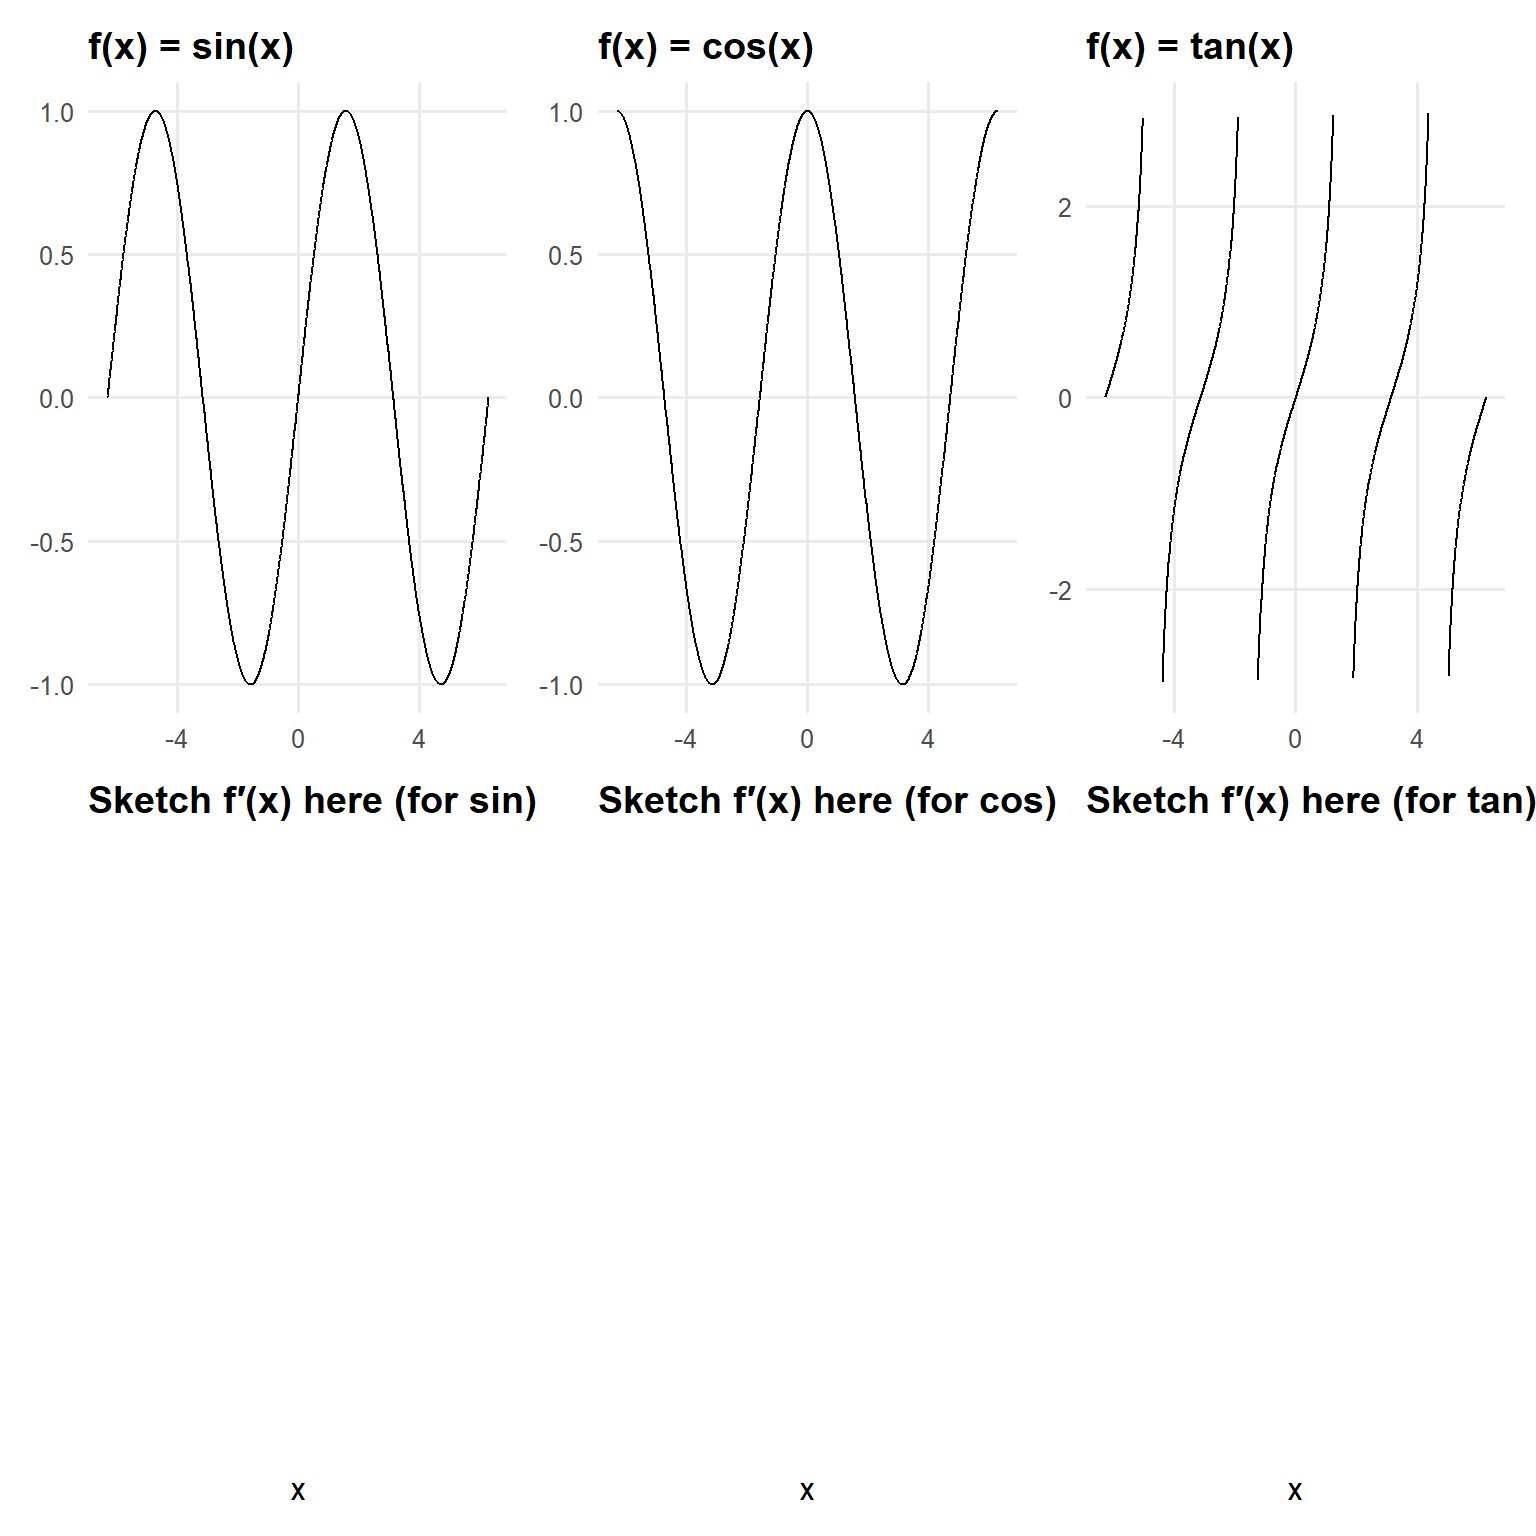 f(x) = sin(x)
f(x) = cos(x)
f(x) = tan(x)
1.0
0.5
0.0
-0.5
-1.0
-4
0
4
1.0
0.5
0.0
-0.5
-1.0
-4
0
4
2
0
-2
-4
0
4
Sketch f′(x) here (for sin)
Sketch f′(x) here (for cos)
Sketch f′(x) here (for tan)
x
x
x